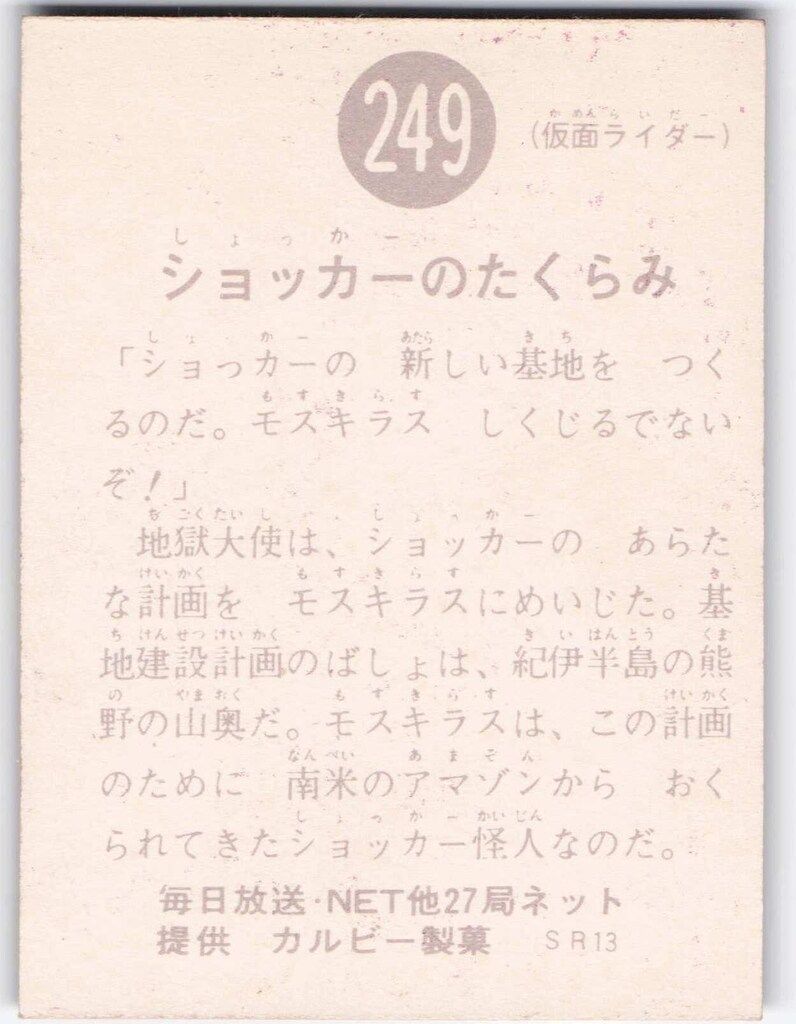 249
かめんらいだー
(仮面ライダー)
しょっかー
ショッカーのたくらみ
しょっかー あたら きち
「ショっカーの 新しい基地を つく
もすきらす
るのだ。モスキラス しくじるでない
ぞ!」
ぢごくたいし しょっかー
地獄大使は、ショッカーの あらた
けいかく もすきらす き
な計画を モスキラスにめいじた。基
ちけんせつけいかく きいはんとう くま
地建設計画のばしょは、紀伊半島の熊
の やまおく もすきらす けいかく
野の山奥だ。モスキラスは、この計画
なんべい あまぞん
のために 南米のアマゾンから おく
しょっかーかいじん
られてきたショッカー怪人なのだ。
毎日放送・NET他27局ネット
提供 カルビー製菓 SR13